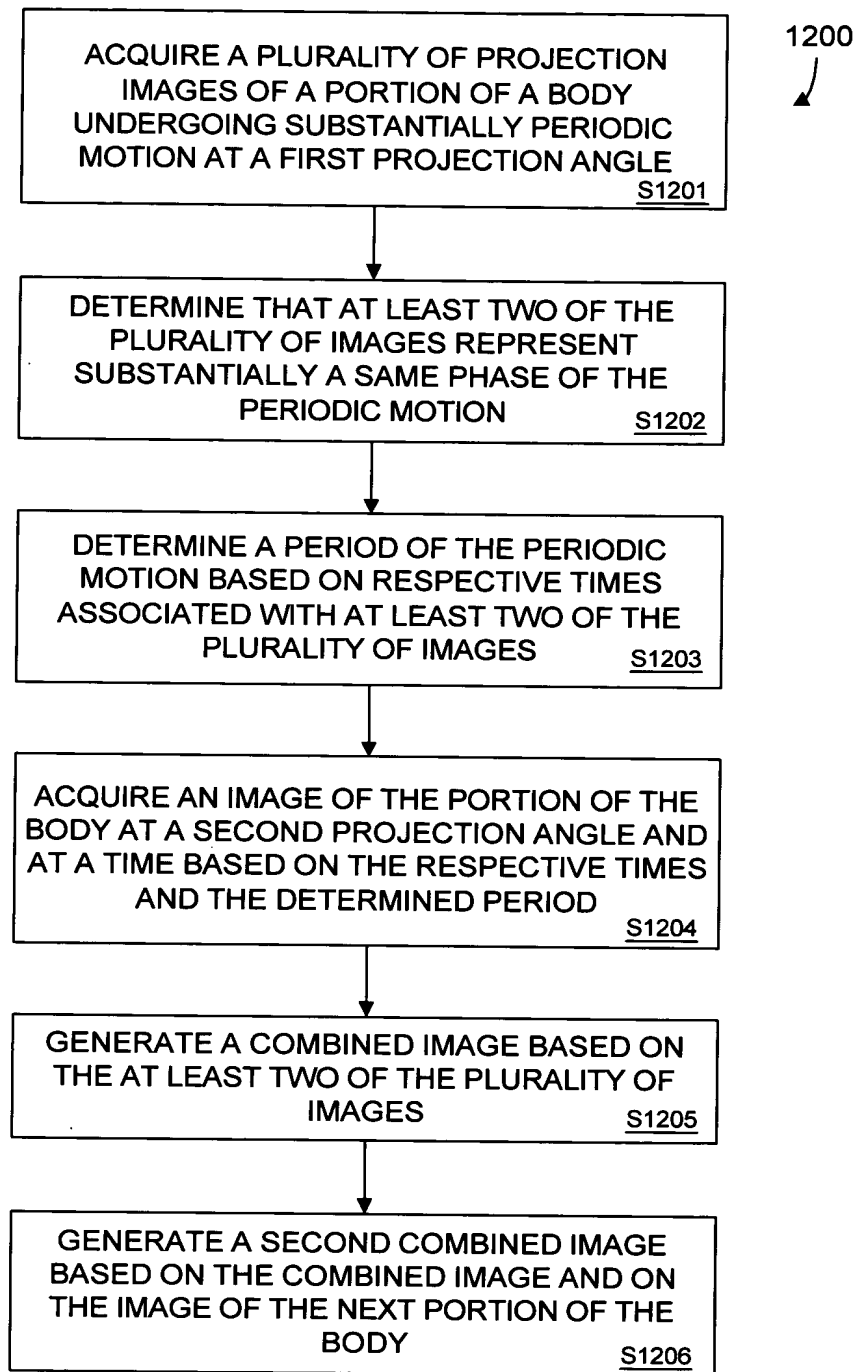 1200
ACQUIRE A PLURALITY OF PROJECTION
IMAGES OF A PORTION OF A BODY
UNDERGOING SUBSTANTIALLY PERIODIC
MOTION AT A FIRST PROJECTION ANGLE
S1201
DETERMINE THAT AT LEAST TWO OF THE
PLURALITY OF IMAGES REPRESENT
SUBSTANTIALLY A SAME PHASE OF THE
PERIODIC MOTION
S1202
DETERMINE A PERIOD OF THE PERIODIC
MOTION BASED ON RESPECTIVE TIMES
ASSOCIATED WITH AT LEAST TWO OF THE
PLURALITY OF IMAGES
S1203
ACQUIRE AN IMAGE OF THE PORTION OF THE
BODY AT A SECOND PROJECTION ANGLE AND
AT A TIME BASED ON THE RESPECTIVE TIMES
AND THE DETERMINED PERIOD
S1204
GENERATE A COMBINED IMAGE BASED ON
THE AT LEAST TWO OF THE PLURALITY OF
IMAGES
S1205
GENERATE A SECOND COMBINED IMAGE
BASED ON THE COMBINED IMAGE AND ON
THE IMAGE OF THE NEXT PORTION OF THE
BODY
S1206